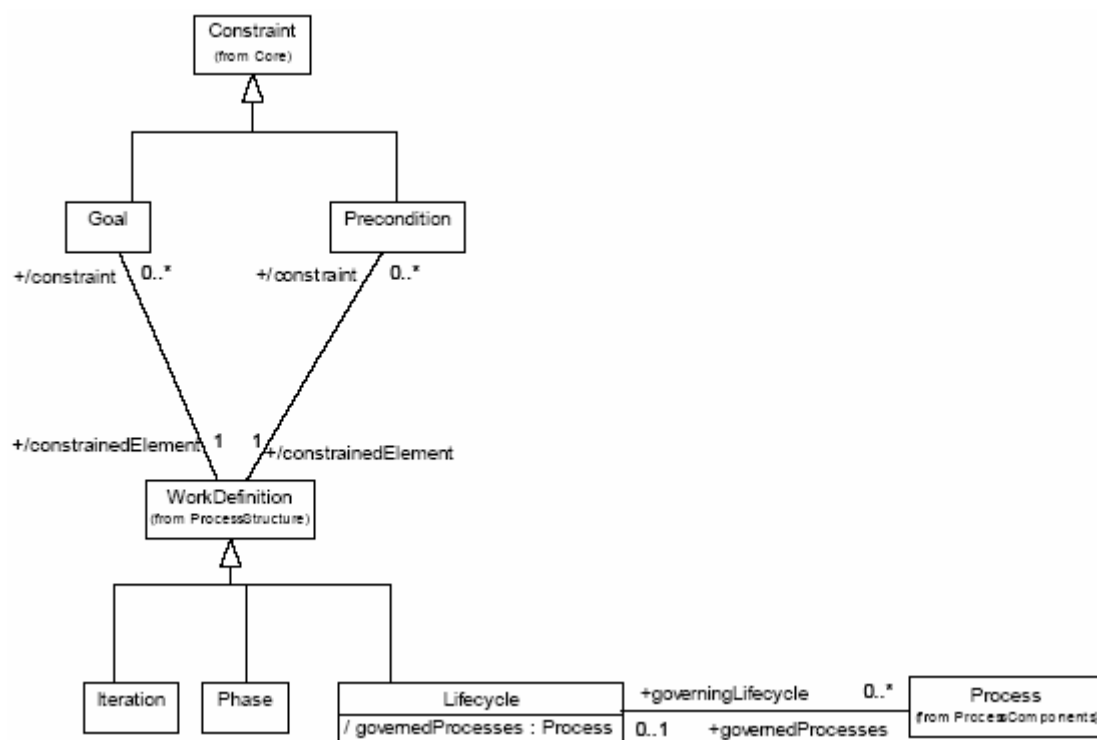 Constraint
(from Core)
Goal
Precondition
+/constraint
0..*
+/constraint
0..*
+/constrainedElement
1
1
+/constrainedElement
WorkDefinition
(from ProcessStructure)
Iteration
Phase
Lifecycle
/ governedProcesses : Process
+governingLifecycle
0..*
0..1
+governedProcesses
Process
(from ProcessComponents)